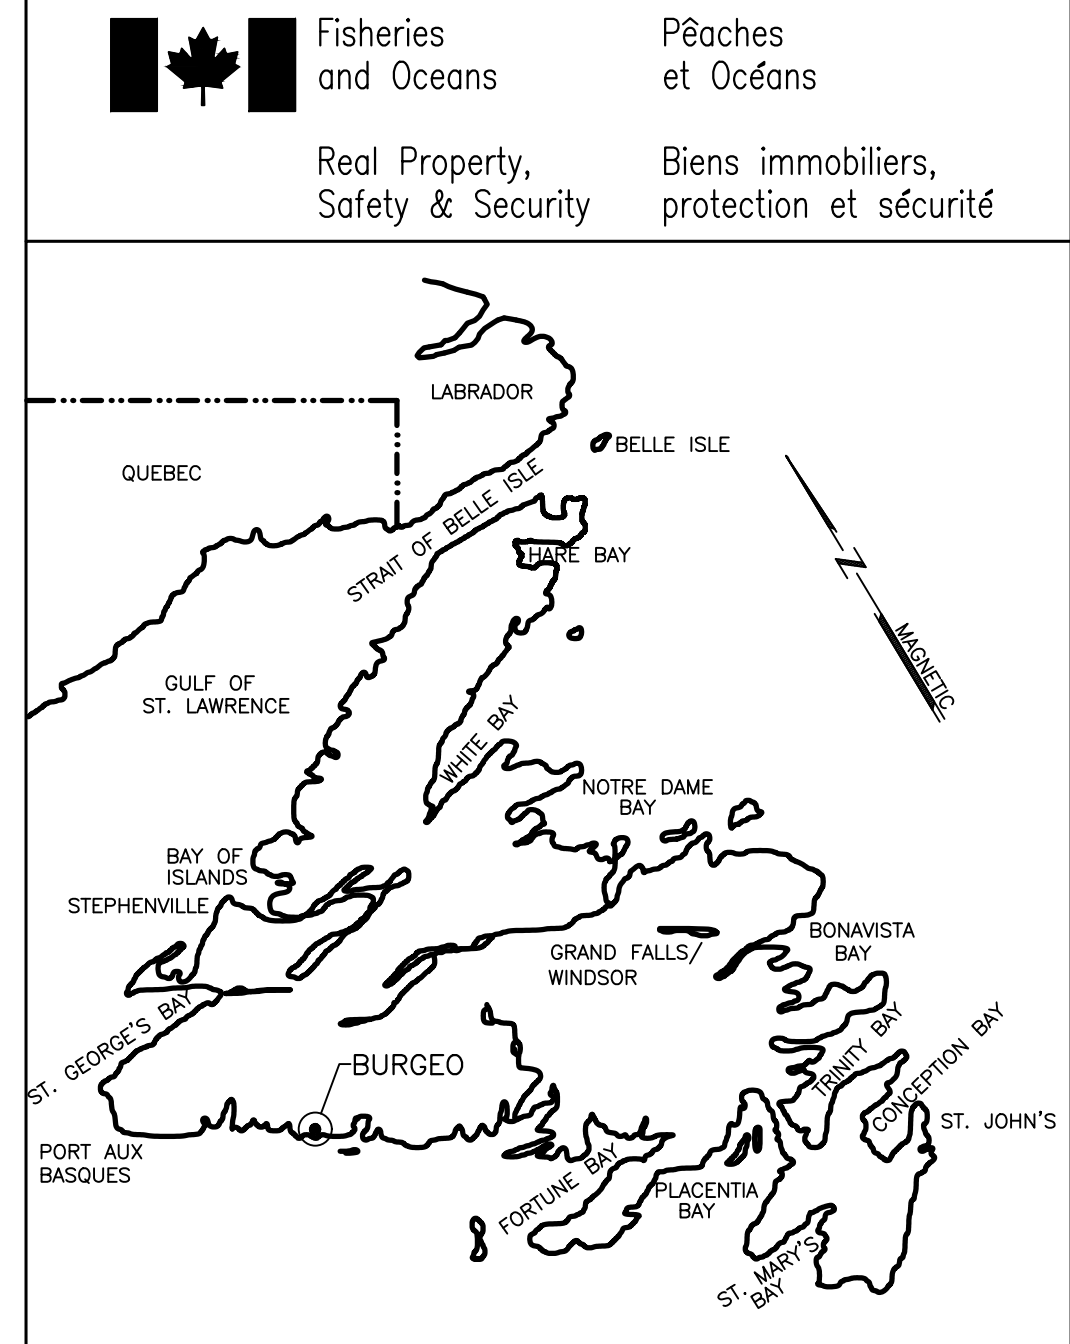 Fisheries
and Oceans
Pêaches
et Océans
Real Property,
Safety & Security
Biens immobiliers,
protection et sécurité
LABRADOR
BELLE ISLE
QUEBEC
STRAIT OF BELLE ISLE
HARE BAY
N
MAGNETIC
GULF OF
ST. LAWRENCE
WHITE BAY
NOTRE DAME
BAY
BAY OF
ISLANDS
STEPHENVILLE
GRAND FALLS/
WINDSOR
BONAVISTA
BAY
ST. GEORGE'S BAY
BURGEO
TRINITY BAY
CONCEPTION BAY
ST. JOHN'S
PORT AUX
BASQUES
FORTUNE BAY
PLACENTIA
BAY
ST. MARY'S
BAY